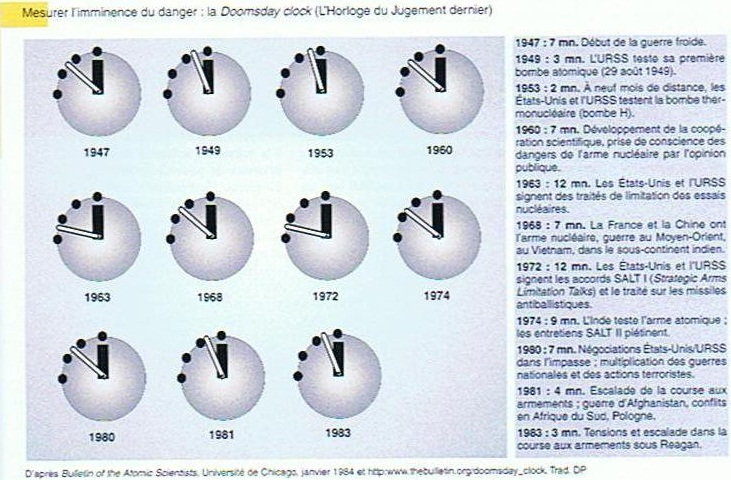 Mesurer l'imminence du danger : la Doomsday clock (L'Horloge du Jugement dernier)
1947
1949
1953
1960
1963
1968
1972
1974
1980
1981
1983
1947 : 7 mn. Début de la guerre froide.
1949 : 3 mn. L'URSS teste sa première
bombe atomique (29 août 1949).
1953 : 2 mn. À neuf mois de distance, les
États-Unis et l'URSS testent la bombe ther-
monucléaire (bombe H).
1960 : 7 mn. Développement de la coopé-
ration scientifique, prise de conscience des
dangers de l'arme nucléaire par l'opinion
publique.
1963 : 12 mn. Les États-Unis et l'URSS
signent des traités de limitation des essais
nucléaires.
1968 : 7 mn. La France et la Chine ont
l'arme nucléaire, guerre au Moyen-Orient,
au Vietnam, dans le sous-continent indien.
1972 : 12 mn. Les États-Unis et l'URSS
signent les accords SALT I (Strategic Arms
Limitation Talks) et le traité sur les missiles
antiballistiques.
1974 : 9 mn. L'Inde teste l'arme atomique ;
les entretiens SALT II piétinent.
1980 : 7 mn. Négociations États-Unis/URSS
dans l'impasse ; multiplication des guerres
nationales et des actions terroristes.
1981 : 4 mn. Escalade de la course aux
armements ; guerre d'Afghanistan, conflits
en Afrique du Sud, Pologne.
1983 : 3 mn. Tensions et escalade dans la
course aux armements sous Reagan.
D'après Bulletin of the Atomic Scientists, Université de Chicago, janvier 1984 et http:www.thebulletin.org/doomsday_clock. Trad. DP